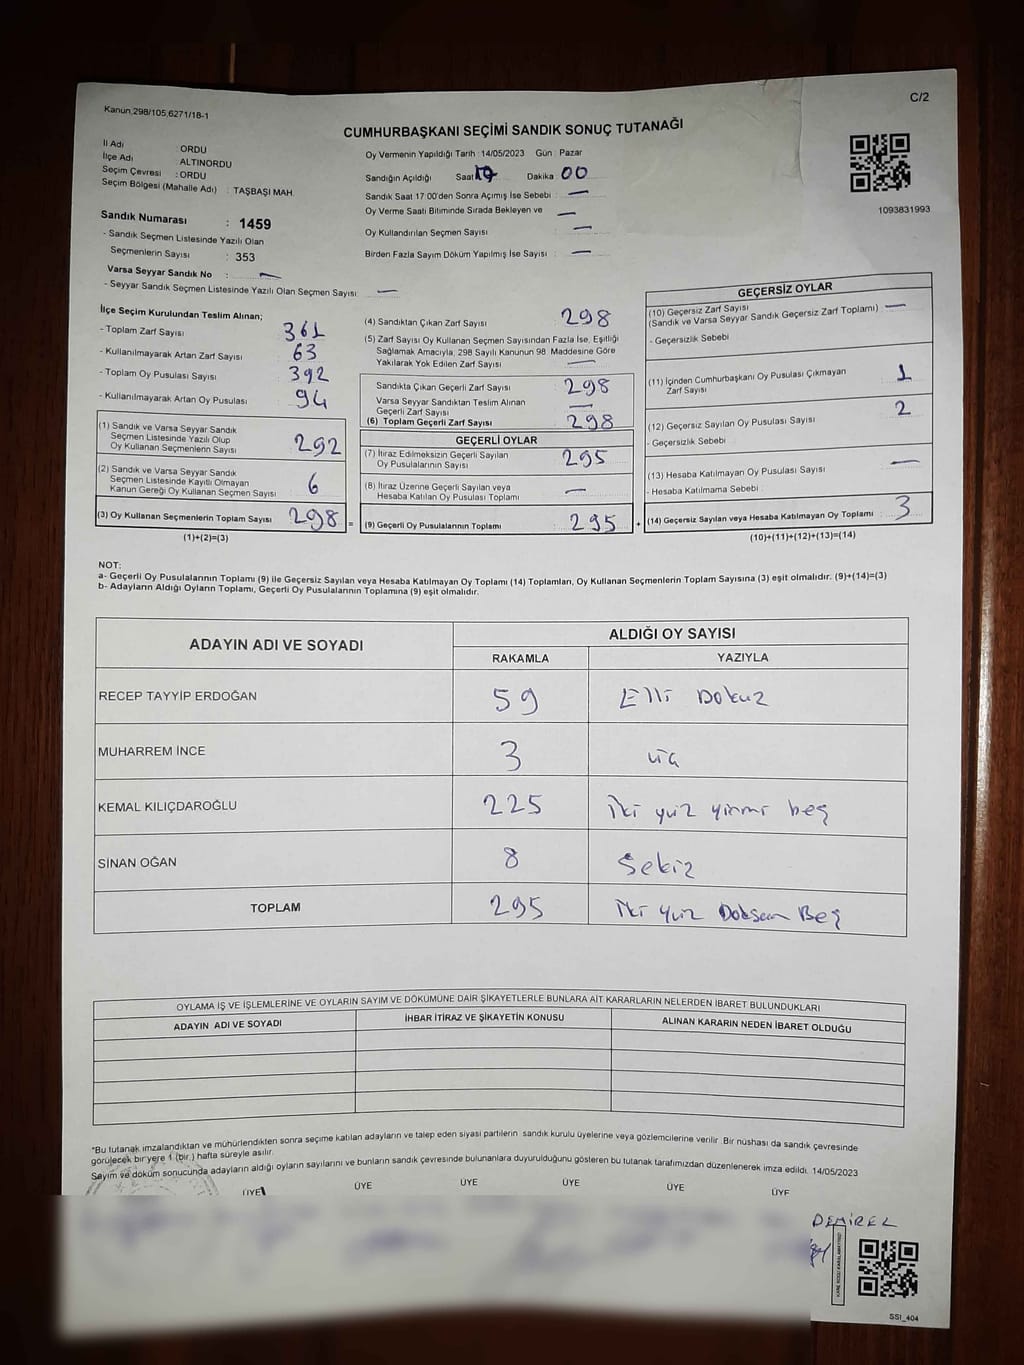 Kanun 298/105,6271/18-1
C/2
CUMHURBAŞKANI SEÇİMİ SANDIK SONUÇ TUTANAĞI
İl Adı : ORDU
İlçe Adı : ALTINORDU
Seçim Çevresi : ORDU
Seçim Bölgesi (Mahalle Adı) : TAŞBAŞI MAH.
Sandık Numarası : 1459
- Sandık Seçmen Listesinde Yazılı Olan
Seçmenlerin Sayısı : 353
Varsa Seyyar Sandık No : —
- Seyyar Sandık Seçmen Listesinde Yazılı Olan Seçmen Sayısı: —
Oy Vermenin Yapıldığı Tarih :14/05/2023 Gün : Pazar
Sandığın Açıldığı Saat 17 Dakika 00
Sandık Saat 17 00'den Sonra Açımış İse Sebebi : —
Oy Verme Saati Bitiminde Sırada Bekleyen ve —
Oy Kullandırılan Seçmen Sayısı : —
Birden Fazla Sayım Döküm Yapılmış İse Sayısı : —
1093831993
İlçe Seçim Kurulundan Teslim Alınan;
- Toplam Zarf Sayısı 361
- Kullanılmayarak Artan Zarf Sayısı 63
- Toplam Oy Pusulası Sayısı 392
- Kullanılmayarak Artan Oy Pusulası 94
(1) Sandık ve Varsa Seyyar Sandık
Seçmen Listesinde Yazılı Olup
Oy Kullanan Seçmenlerin Sayısı 292
(2) Sandık ve Varsa Seyyar Sandık
Seçmen Listesinde Kayıtlı Olmayan
Kanun Gereği Oy Kullanan Seçmen Sayısı 6
(3) Oy Kullanan Seçmenlerin Toplam Sayısı 298 =
(1)+(2)=(3)
(4) Sandıktan Çıkan Zarf Sayısı 298
(5) Zarf Sayısı Oy Kullanan Seçmen Sayısından Fazla İse, Eşitliği
Sağlamak Amacıyla, 298 Sayılı Kanunun 98. Maddesine Göre
Yakılarak Yok Edilen Zarf Sayısı —
Sandıkta Çıkan Geçerli Zarf Sayısı 298
Varsa Seyyar Sandıktan Teslim Alınan
Geçerli Zarf Sayısı —
(6) Toplam Geçerli Zarf Sayısı 298
GEÇERLİ OYLAR
(7) İtiraz Edilmeksizin Geçerli Sayılan
Oy Pusulalarının Sayısı 295
(8) İtiraz Üzerine Geçerli Sayılan veya
Hesaba Katılan Oy Pusulası Toplamı —
(9) Geçerli Oy Pusulalarının Toplamı 295 +
GEÇERSİZ OYLAR
(10) Geçersiz Zarf Sayısı
(Sandık ve Varsa Seyyar Sandık Geçersiz Zarf Toplamı) —
- Geçersizlik Sebebi
(11) İçinden Cumhurbaşkanı Oy Pusulası Çıkmayan
Zarf Sayısı 1
(12) Geçersiz Sayılan Oy Pusulası Sayısı 2
- Geçersizlik Sebebi
(13) Hesaba Katılmayan Oy Pusulası Sayısı —
- Hesaba Katılmama Sebebi
(14) Geçersiz Sayılan veya Hesaba Katılmayan Oy Toplamı 3
(10)+(11)+(12)+(13)=(14)
NOT:
a- Geçerli Oy Pusulalarının Toplamı (9) ile Geçersiz Sayılan veya Hesaba Katılmayan Oy Toplamı (14) Toplamları, Oy Kullanan Seçmenlerin Toplam Sayısına (3) eşit olmalıdır. (9)+(14)=(3)
b- Adayların Aldığı Oyların Toplamı, Geçerli Oy Pusulalarının Toplamına (9) eşit olmalıdır.
ADAYIN ADI VE SOYADI ALDIĞI OY SAYISI
RAKAMLA YAZIYLA
RECEP TAYYİP ERDOĞAN 59 Elli Dokuz
MUHARREM İNCE 3 üç
KEMAL KILIÇDAROĞLU 225 iki yüz yirmi beş
SİNAN OĞAN 8 Sekiz
TOPLAM 295 iki yüz Doksan Beş
OYLAMA İŞ VE İŞLEMLERİNE VE OYLARIN SAYIM VE DÖKÜMÜNE DAİR ŞİKAYETLERLE BUNLARA AİT KARARLARIN NELERDEN İBARET BULUNDUKLARI
ADAYIN ADI VE SOYADI İHBAR İTİRAZ VE ŞİKAYETİN KONUSU ALINAN KARARIN NEDEN İBARET OLDUĞU
*Bu tutanak imzalandıktan ve mühürlendikten sonra seçime katılan adayların ve talep eden siyasi partilerin sandık kurulu üyelerine veya gözlemcilerine verilir. Bir nüshası da sandık çevresinde
görülecek bir yere 1 (bir ) hafta süreyle asılır.
Sayım ve döküm sonucunda adayların aldığı oyların sayılarını ve bunların sandık çevresinde bulunanlara duyurulduğunu gösteren bu tutanak tarafımızdan düzenlenerek imza edildi. 14/05/2023
ÜYE ÜYE ÜYE ÜYE ÜYE ÜYE
DEMİREL
SSI_404